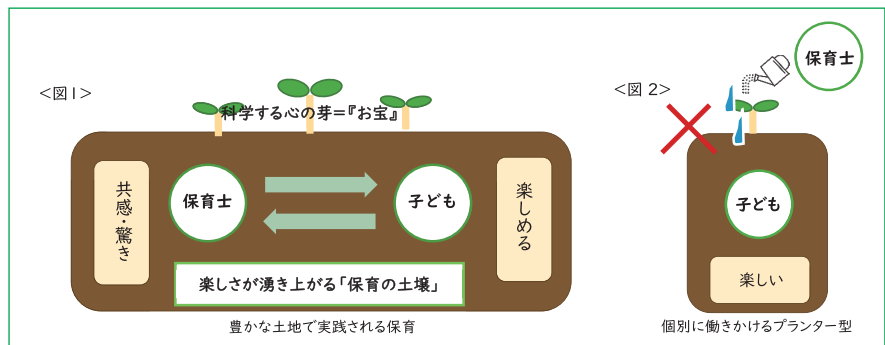 <図1>
科学する心の芽=『お宝』
共感・驚き
保育士
子ども
楽しめる
楽しさが湧き上がる「保育の土壌」
豊かな土地で実践される保育
<図 2>
保育士
子ども
楽しい
個別に働きかけるプランター型